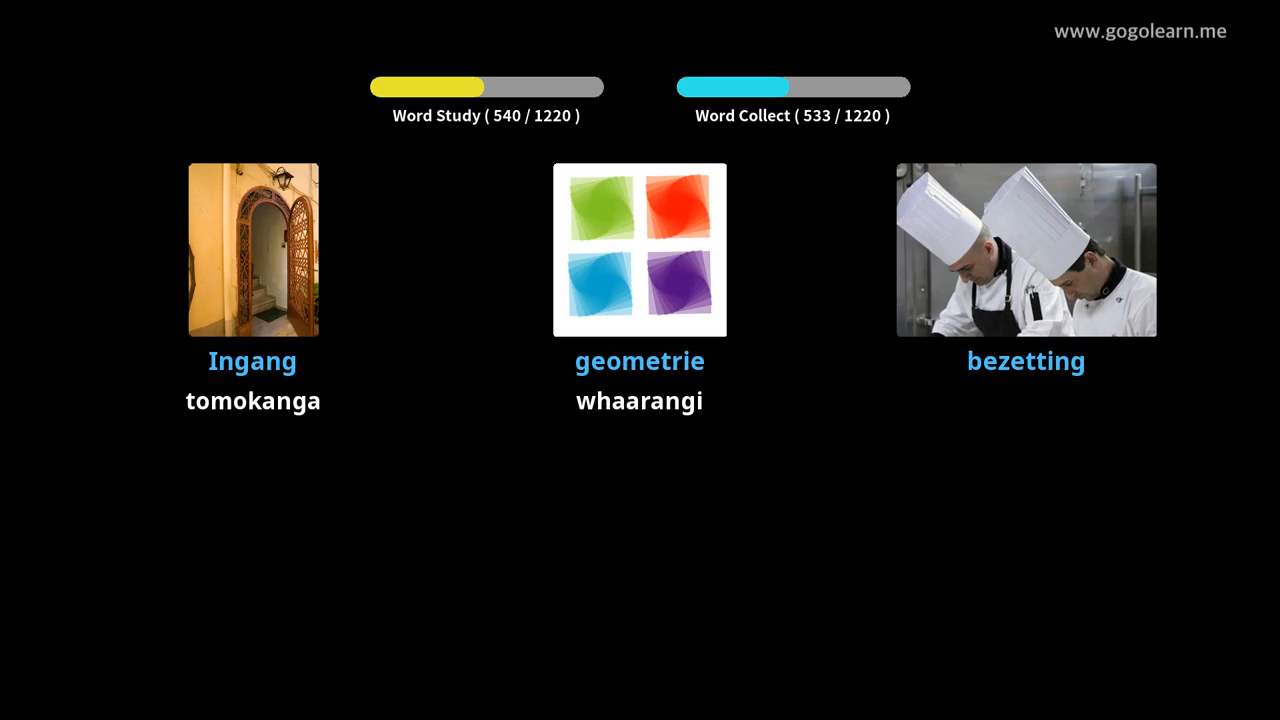 www.gogolearn.me
Word Study ( 540 / 1220 )
Word Collect ( 533 / 1220 )
Ingang
tomokanga
geometrie
whaarangi
bezetting